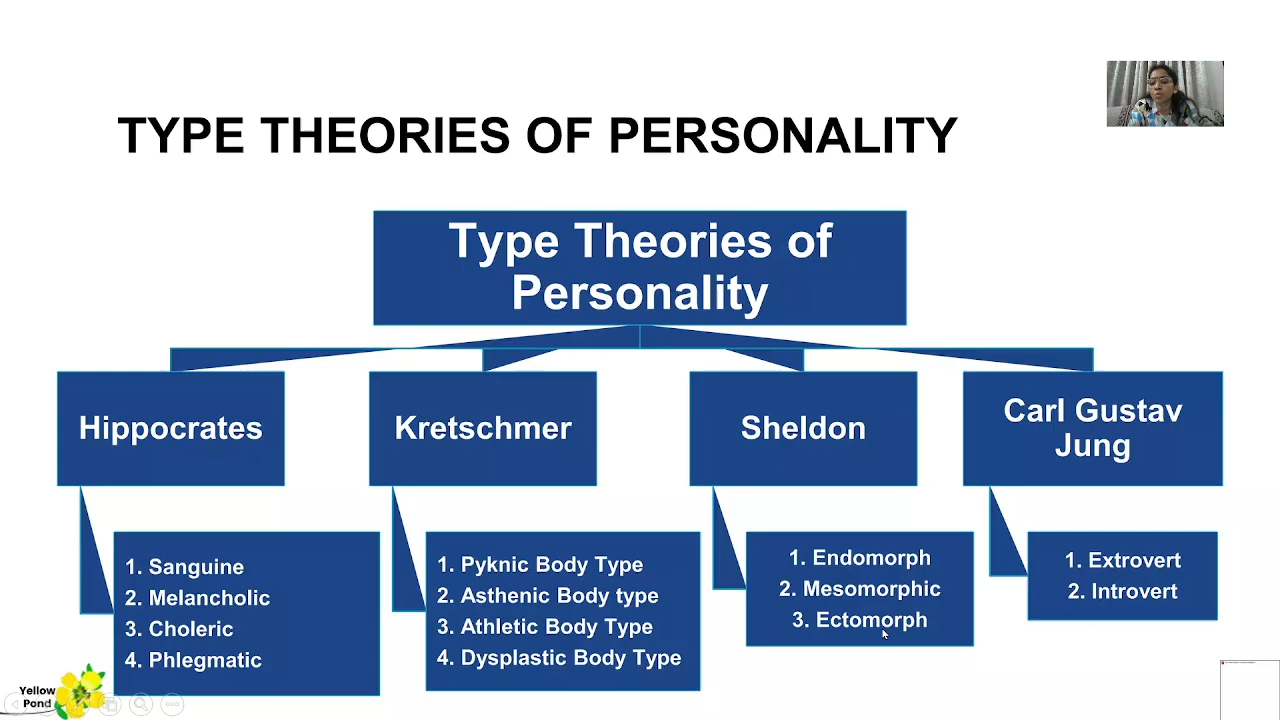 TYPE THEORIES OF PERSONALITY
Type Theories of
Personality
Hippocrates
Kretschmer
Sheldon
Carl Gustav
Jung
1. Sanguine
2. Melancholic
3. Choleric
4. Phlegmatic
1. Pyknic Body Type
2. Asthenic Body type
3. Athletic Body Type
4. Dysplastic Body Type
1. Endomorph
2. Mesomorphic
3. Ectomorph
1. Extrovert
2. Introvert
Yellow
Pond